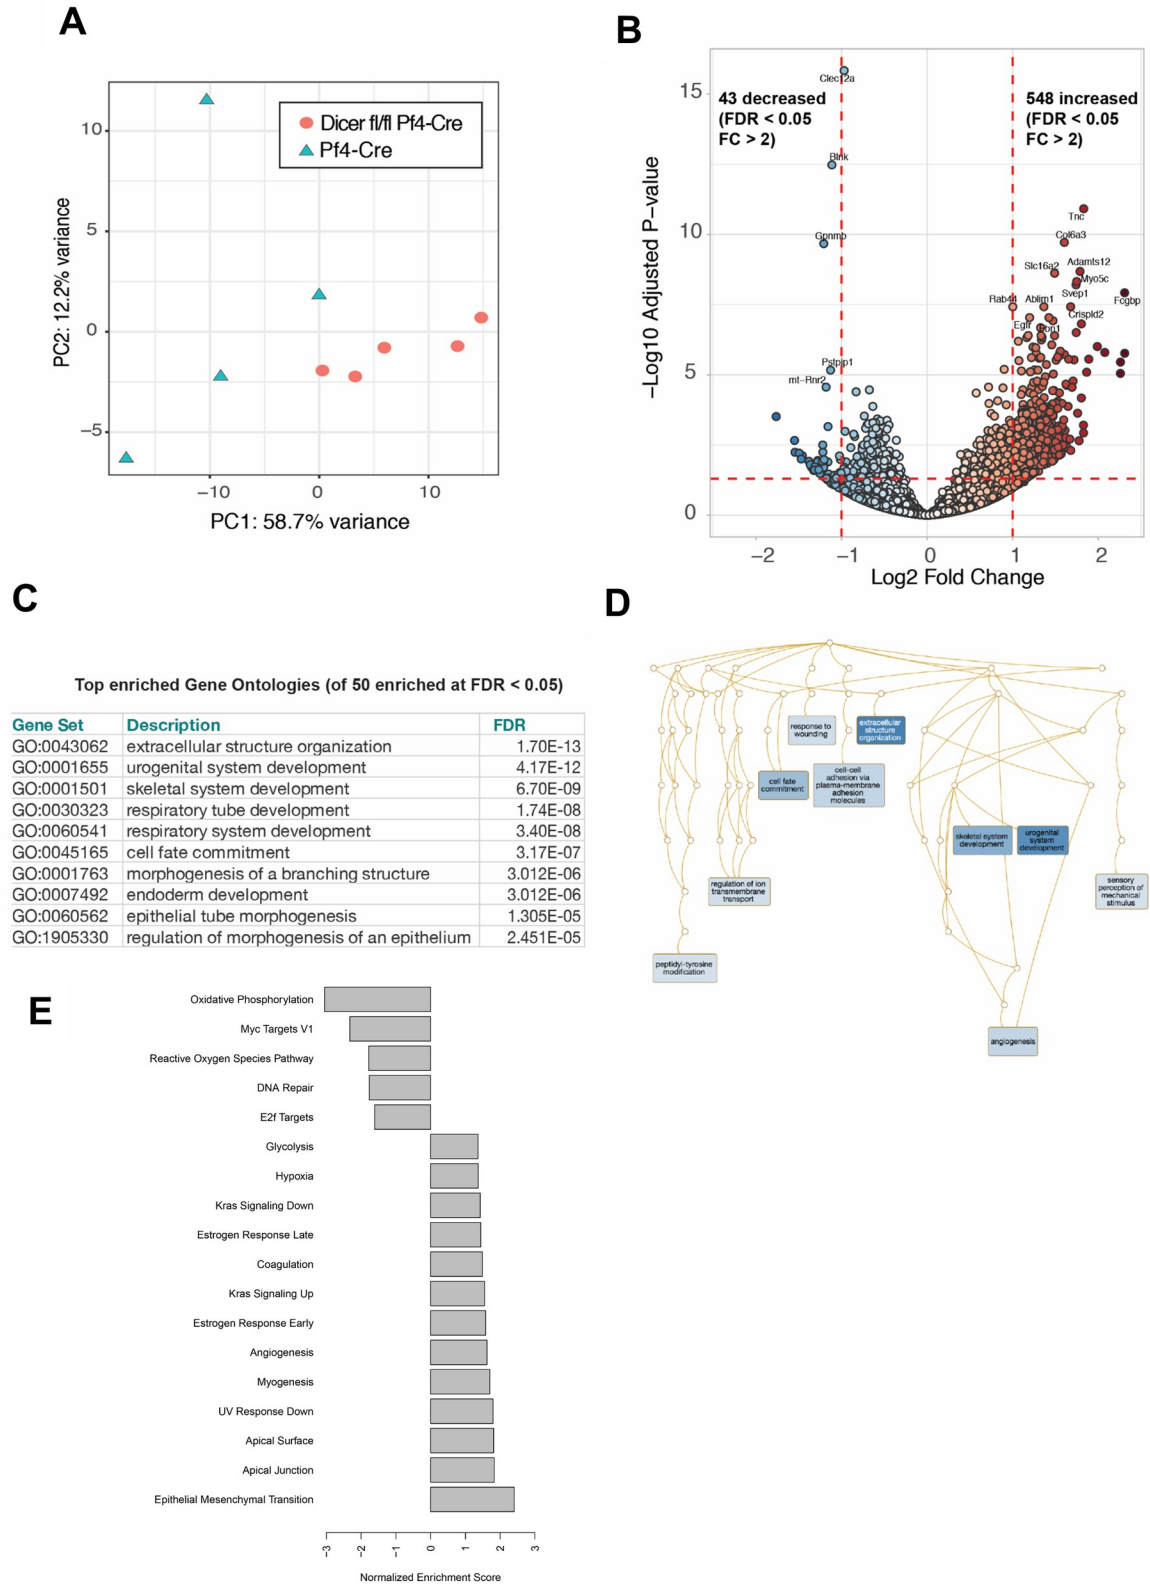 A
10
5
0
−5
−10
0
10
PC2: 12.2% variance
PC1: 58.7% variance
Dicer fl/fl Pf4-Cre
Pf4-Cre
B
−Log10 Adjusted P−value
15
10
5
0
−2
−1
0
1
2
Log2 Fold Change
43 decreased
(FDR < 0.05
FC > 2)
548 increased
(FDR < 0.05
FC > 2)
Clec12a
Blnk
Gpnmb
Pstpip1
mt−Rnr2
Tnc
Col6a3
Slc16a2
Adamts12
Myo5c
Svep1
Fcgbp
Rab44
Ablim1
Crispld2
Egfr
C
Top enriched Gene Ontologies (of 50 enriched at FDR < 0.05)
Gene Set Description FDR
GO:0043062 extracellular structure organization 1.70E-13
GO:0001655 urogenital system development 4.17E-12
GO:0001501 skeletal system development 6.70E-09
GO:0030323 respiratory tube development 1.74E-08
GO:0060541 respiratory system development 3.40E-08
GO:0045165 cell fate commitment 3.17E-07
GO:0001763 morphogenesis of a branching structure 3.012E-06
GO:0007492 endoderm development 3.012E-06
GO:0060562 epithelial tube morphogenesis 1.305E-05
GO:1905330 regulation of morphogenesis of an epithelium 2.451E-05
D
response to
wounding
extracellular
structure
organization
cell fate
commitment
cell-cell
adhesion via
plasma-membrane
adhesion
molecules
skeletal system
development
urogenital
system
development
regulation of ion
transmembrane
transport
sensory
perception of
mechanical
stimulus
peptidyl-tyrosine
modification
angiogenesis
E
Oxidative Phosphorylation
Myc Targets V1
Reactive Oxygen Species Pathway
DNA Repair
E2f Targets
Glycolysis
Hypoxia
Kras Signaling Down
Estrogen Response Late
Coagulation
Kras Signaling Up
Estrogen Response Early
Angiogenesis
Myogenesis
UV Response Down
Apical Surface
Apical Junction
Epithelial Mesenchymal Transition
−3
−2
−1
0
1
2
3
Normalized Enrichment Score